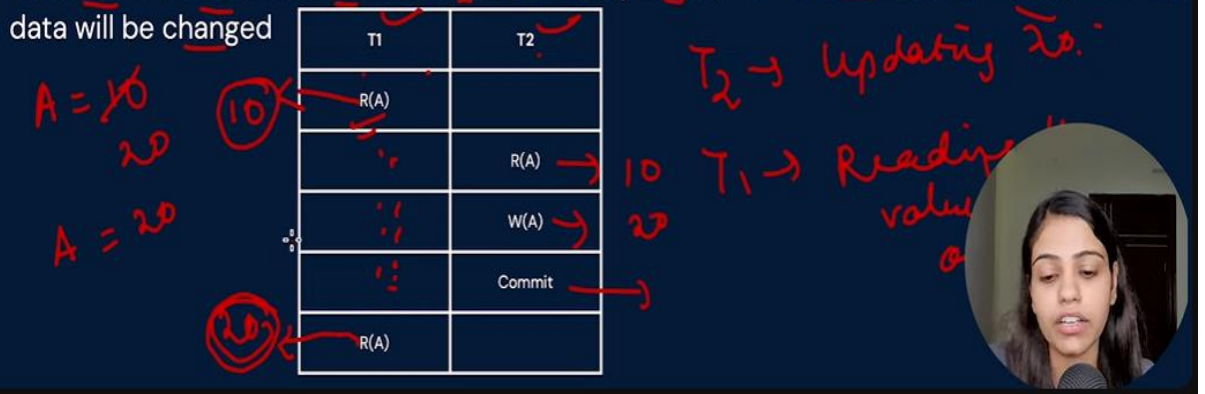 data will be changed
T1 T2
A = 10
20
10
R(A)
R(A) 10
W(A) 20
Commit
A = 20
20
R(A)
T2 → Updating 20.
T1 → Reading
value